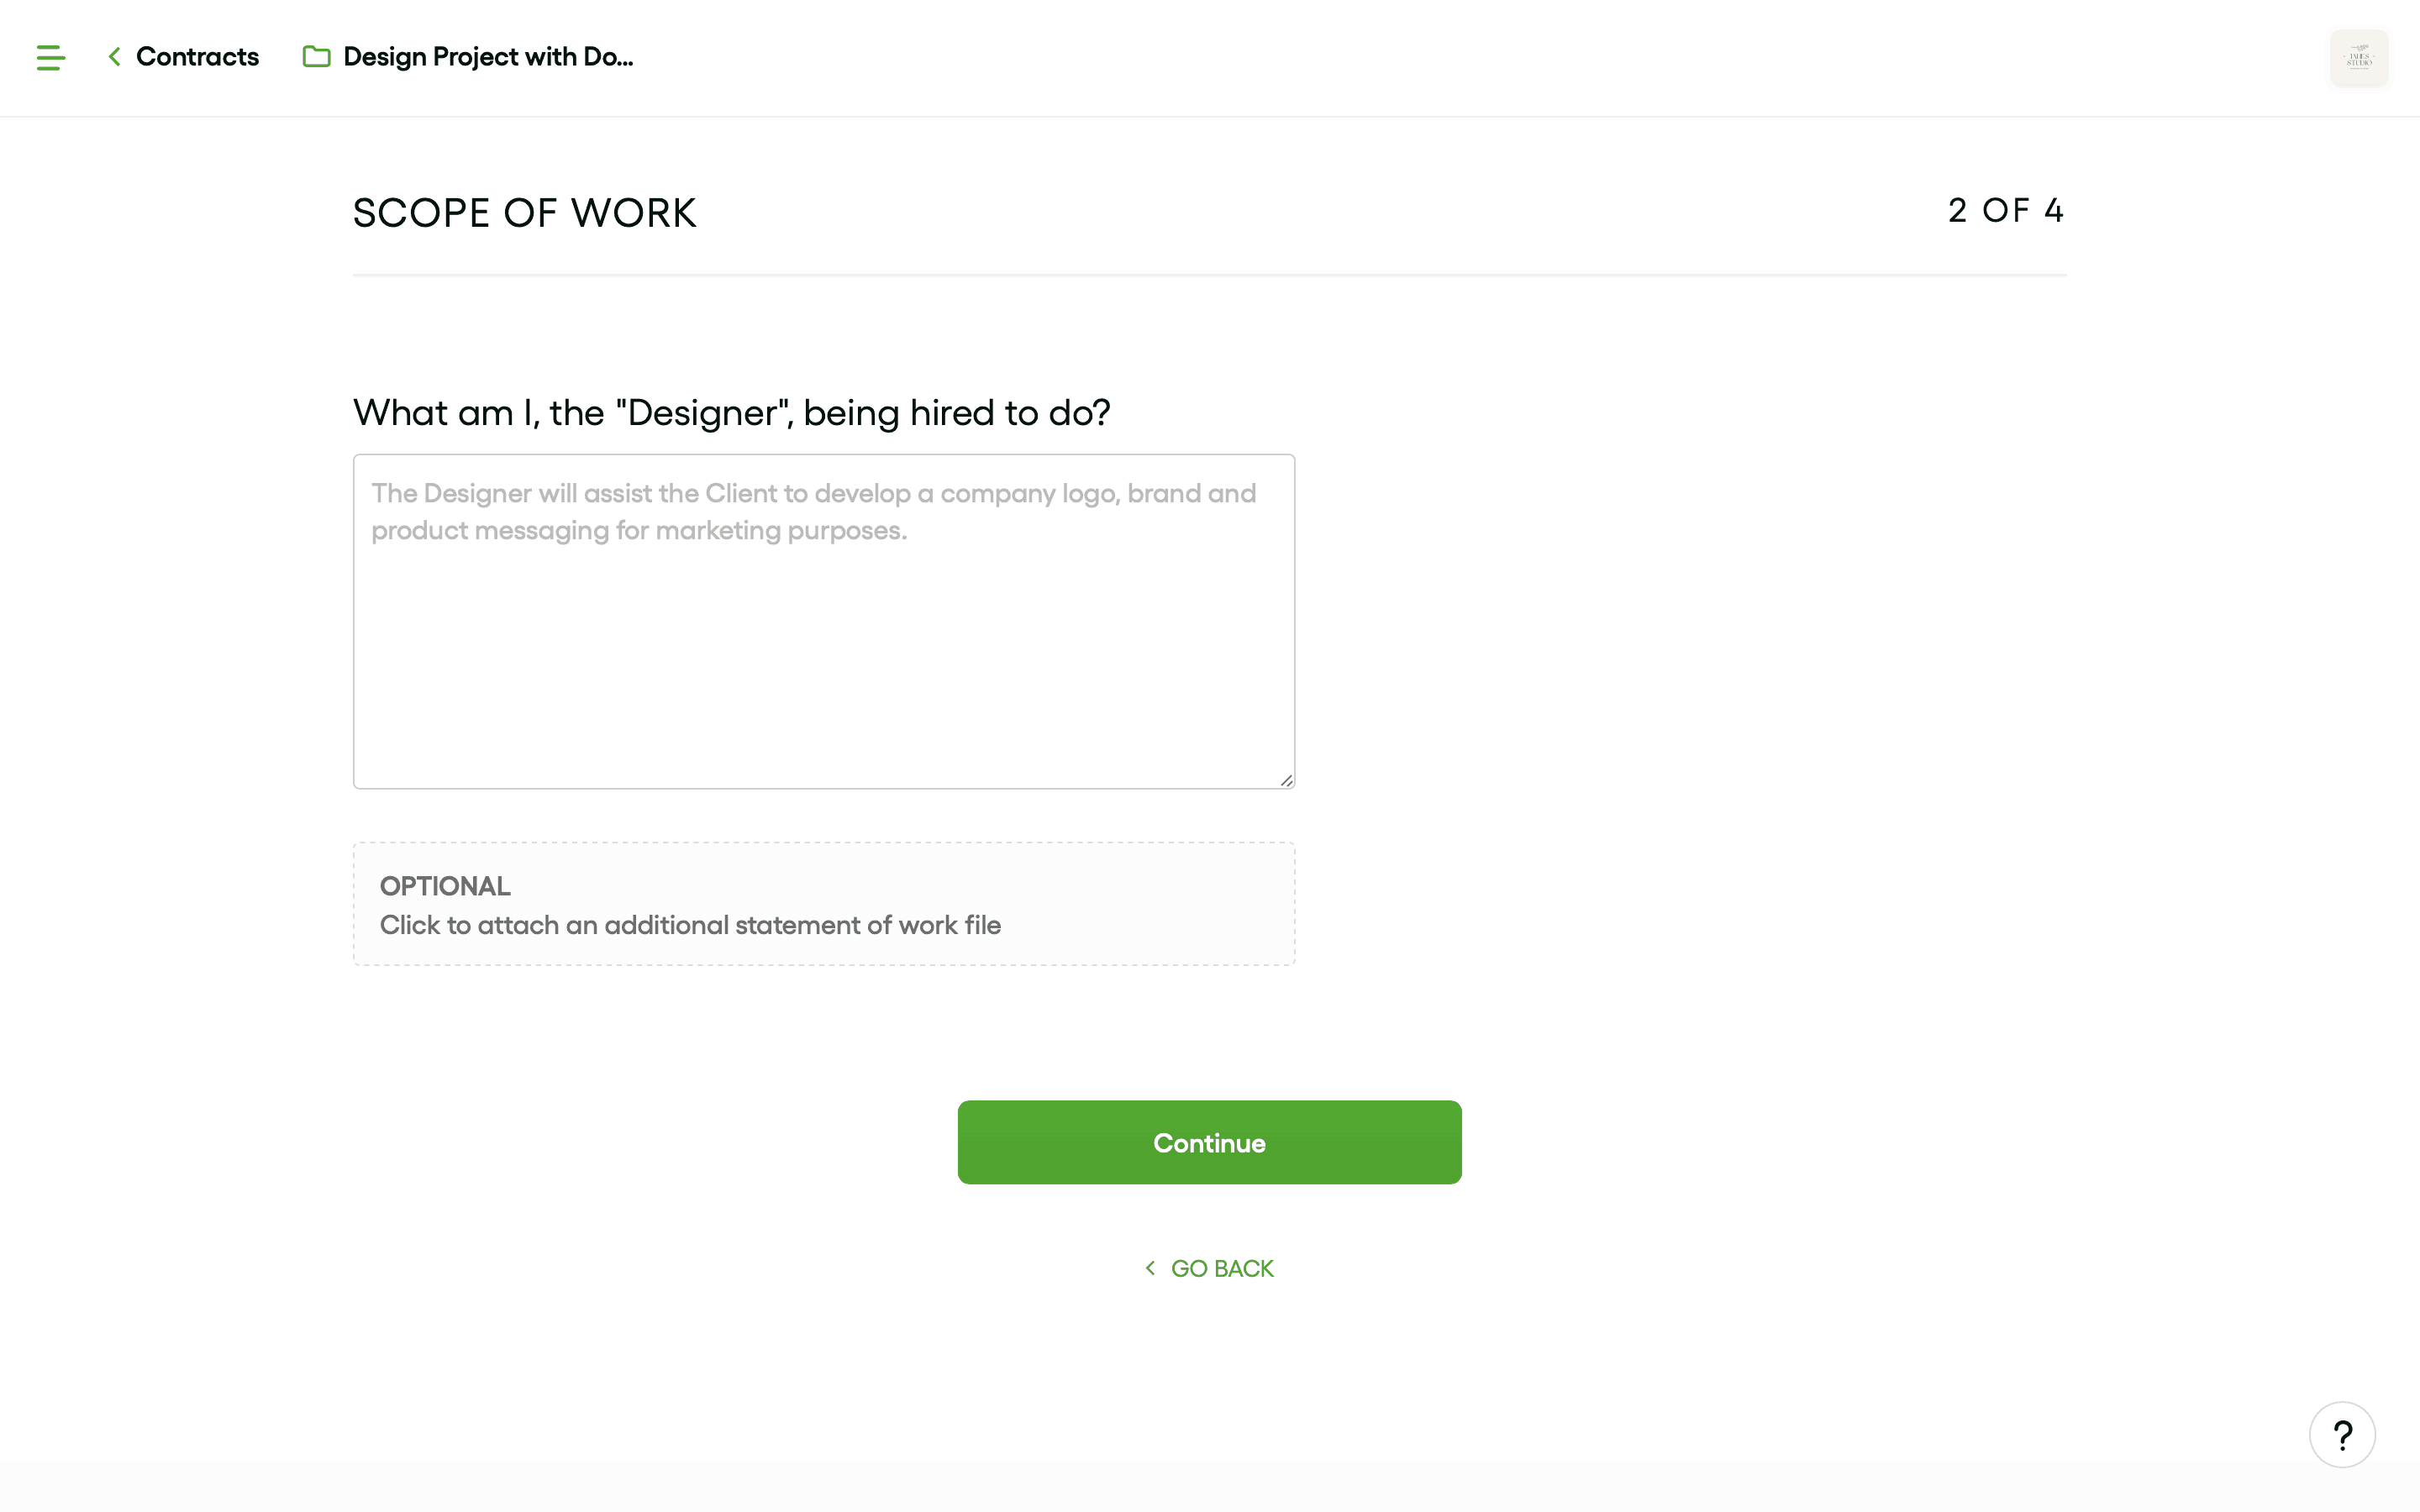 Contracts
Design Project with Do...
JAMES
STUDIO
SCOPE OF WORK
2 OF 4
What am I, the "Designer", being hired to do?
The Designer will assist the Client to develop a company logo, brand and
product messaging for marketing purposes.
OPTIONAL
Click to attach an additional statement of work file
Continue
GO BACK
?